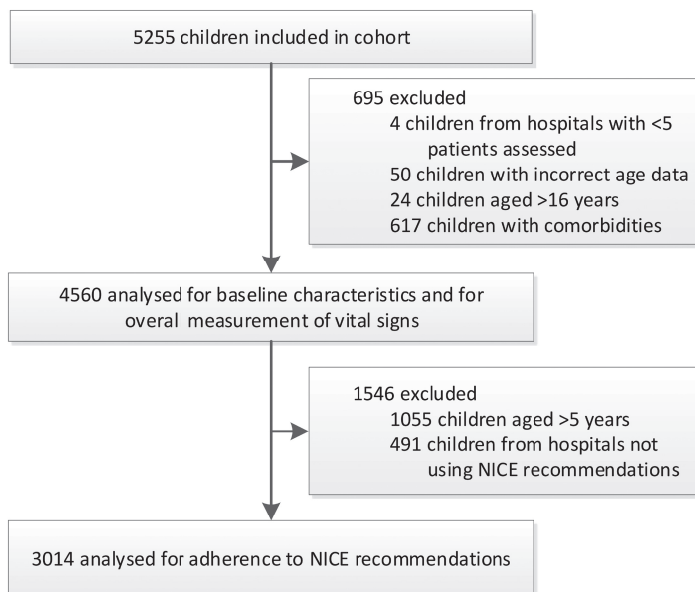 5255 children included in cohort
695 excluded
4 children from hospitals with <5
patients assessed
50 children with incorrect age data
24 children aged >16 years
617 children with comorbidities
4560 analysed for baseline characteristics and for
overal measurement of vital signs
1546 excluded
1055 children aged >5 years
491 children from hospitals not
using NICE recommendations
3014 analysed for adherence to NICE recommendations